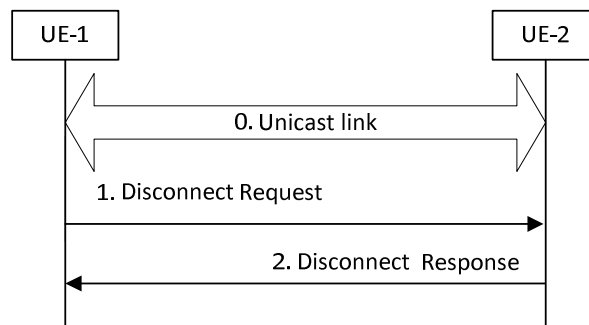 UE-1
UE-2
0. Unicast link
1. Disconnect Request
2. Disconnect Response